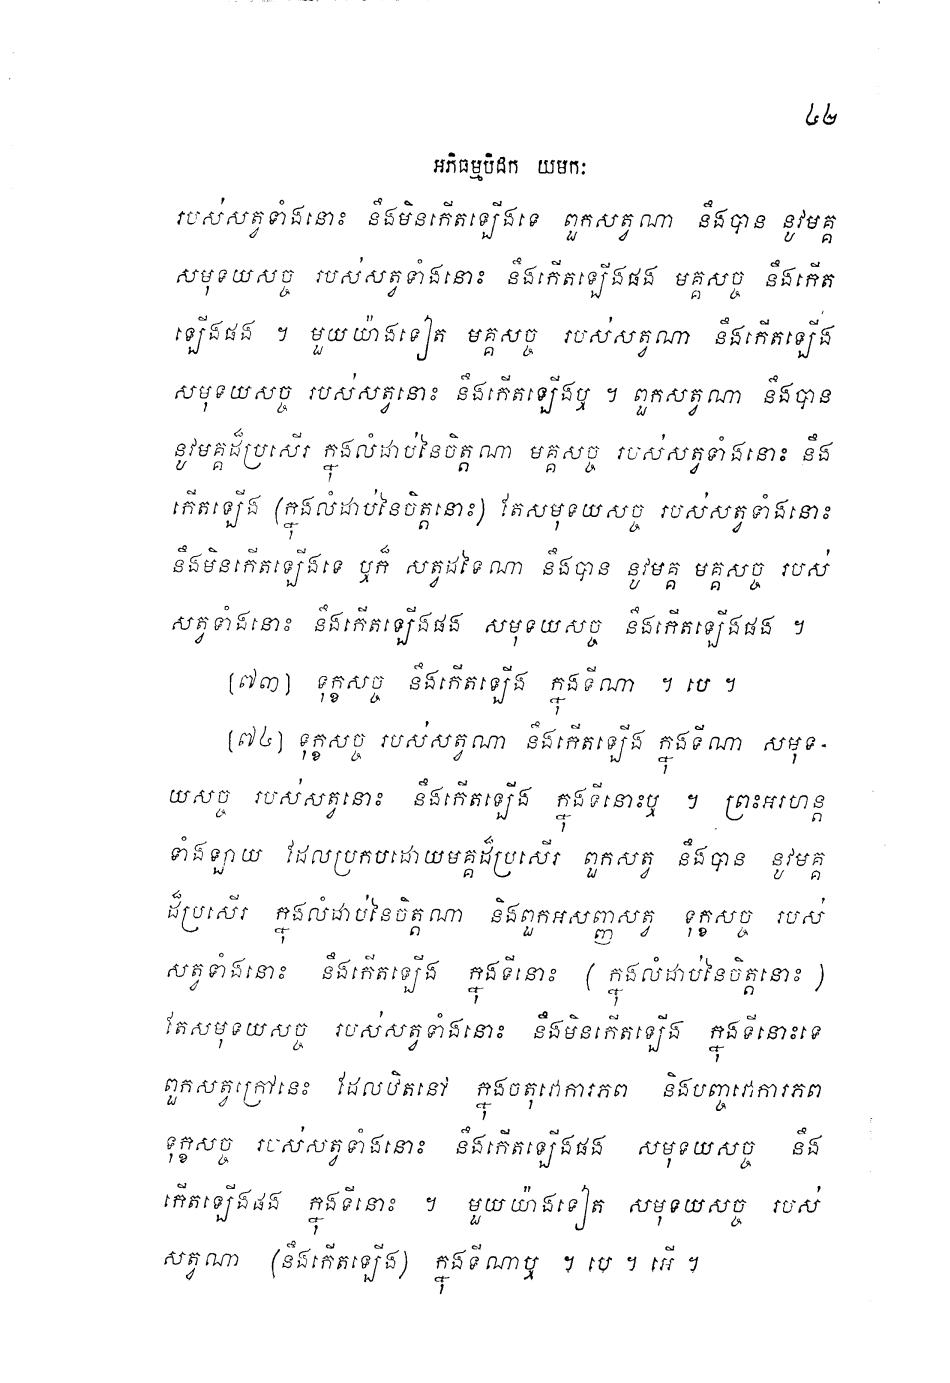 ៤២
អភិធម្មបិដក យមកៈ
របស់សត្វទាំងនោះ នឹងមិនកើតឡើងទេ ពួកសត្វណា នឹងបាន នូវមគ្គ
សមុទយសច្ច របស់សត្វទាំងនោះ នឹងកើតឡើងផង មគ្គសច្ច នឹងកើត
ឡើងផង ។ មួយយ៉ាងទៀត មគ្គសច្ច របស់សត្វណា នឹងកើតឡើង
សមុទយសច្ច របស់សត្វនោះ នឹងកើតឡើងឬ ។ ពួកសត្វណា នឹងបាន
នូវមគ្គដ៏ប្រសើរ ក្នុងលំដាប់នៃចិត្តណា មគ្គសច្ច របស់សត្វទាំងនោះ នឹង
កើតឡើង (ក្នុងលំដាប់នៃចិត្តនោះ) តែសមុទយសច្ច របស់សត្វទាំងនោះ
នឹងមិនកើតឡើងទេ ឬក៏ សត្វដទៃណា នឹងបាន នូវមគ្គ មគ្គសច្ច របស់
សត្វទាំងនោះ នឹងកើតឡើងផង សមុទយសច្ច នឹងកើតឡើងផង ។
(៧៣) ទុក្ខសច្ច នឹងកើតឡើង ក្នុងទីណា ។ បេ ។
(៧៤) ទុក្ខសច្ច របស់សត្វណា នឹងកើតឡើង ក្នុងទីណា សមុទ-
យសច្ច របស់សត្វនោះ នឹងកើតឡើង ក្នុងទីនោះឬ ។ ព្រះអរហន្ត
ទាំងឡាយ ដែលប្រកបដោយមគ្គដ៏ប្រសើរ ពួកសត្វ នឹងបាន នូវមគ្គ
ដ៏ប្រសើរ ក្នុងលំដាប់នៃចិត្តណា និងពួកអសញ្ញសត្វ ទុក្ខសច្ច របស់
សត្វទាំងនោះ នឹងកើតឡើង ក្នុងទីនោះ ( ក្នុងលំដាប់នៃចិត្តនោះ )
តែសមុទយសច្ច របស់សត្វទាំងនោះ នឹងមិនកើតឡើង ក្នុងទីនោះទេ
ពួកសត្វក្រៅនេះ ដែលឋិតនៅ ក្នុងចតុវោការភព និងបញ្ចវោការភព
ទុក្ខសច្ច របស់សត្វទាំងនោះ នឹងកើតឡើងផង សមុទយសច្ច នឹង
កើតឡើងផង ក្នុងទីនោះ ។ មួយយ៉ាងទៀត សមុទយសច្ច របស់
សត្វណា (នឹងកើតឡើង) ក្នុងទីណាឬ ។ បេ ។ អើ ។